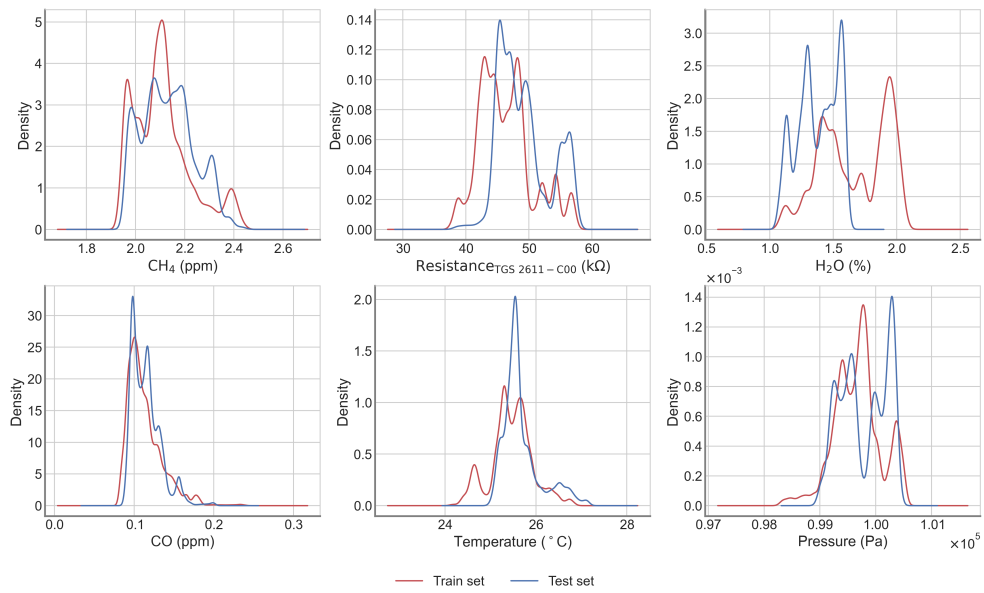 5
4
3
2
1
0
Density
1.8 2.0 2.2 2.4 2.6
CH₄ (ppm)
0.14
0.12
0.10
0.08
0.06
0.04
0.02
0.00
Density
30 40 50 60
Resistance_TGS 2611−C00 (kΩ)
3.0
2.5
2.0
1.5
1.0
0.5
0.0
Density
0.5 1.0 1.5 2.0 2.5
H₂O (%)
30
25
20
15
10
5
0
Density
0.0 0.1 0.2 0.3
CO (ppm)
2.0
1.5
1.0
0.5
0.0
Density
24 26 28
Temperature (°C)
×10⁻³
1.4
1.2
1.0
0.8
0.6
0.4
0.2
0.0
Density
0.97 0.98 0.99 1.00 1.01
Pressure (Pa)
×10⁵
Train set Test set